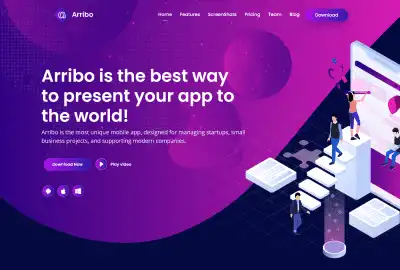 Arribo
Home Features ScreenShots Pricing Team Blog Download
Arribo is the best way
to present your app to
the world!
Arribo is the most unique mobile app, designed for managing startups, small
business projects, and supporting modern companies.
Download Now Play video